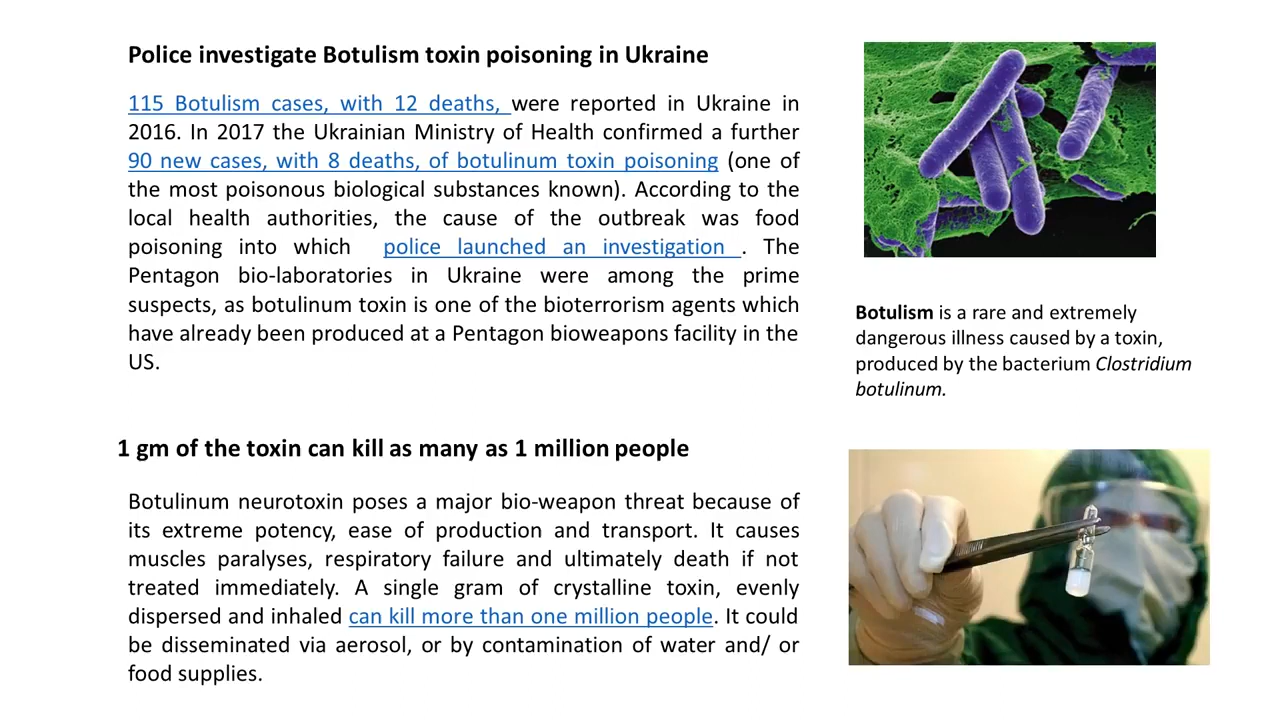 Police investigate Botulism toxin poisoning in Ukraine
115 Botulism cases, with 12 deaths, were reported in Ukraine in
2016. In 2017 the Ukrainian Ministry of Health confirmed a further
90 new cases, with 8 deaths, of botulinum toxin poisoning (one of
the most poisonous biological substances known). According to the
local health authorities, the cause of the outbreak was food
poisoning into which police launched an investigation . The
Pentagon bio-laboratories in Ukraine were among the prime
suspects, as botulinum toxin is one of the bioterrorism agents which
have already been produced at a Pentagon bioweapons facility in the
US.
Botulism is a rare and extremely
dangerous illness caused by a toxin,
produced by the bacterium Clostridium
botulinum.
1 gm of the toxin can kill as many as 1 million people
Botulinum neurotoxin poses a major bio-weapon threat because of
its extreme potency, ease of production and transport. It causes
muscles paralyses, respiratory failure and ultimately death if not
treated immediately. A single gram of crystalline toxin, evenly
dispersed and inhaled can kill more than one million people. It could
be disseminated via aerosol, or by contamination of water and/ or
food supplies.